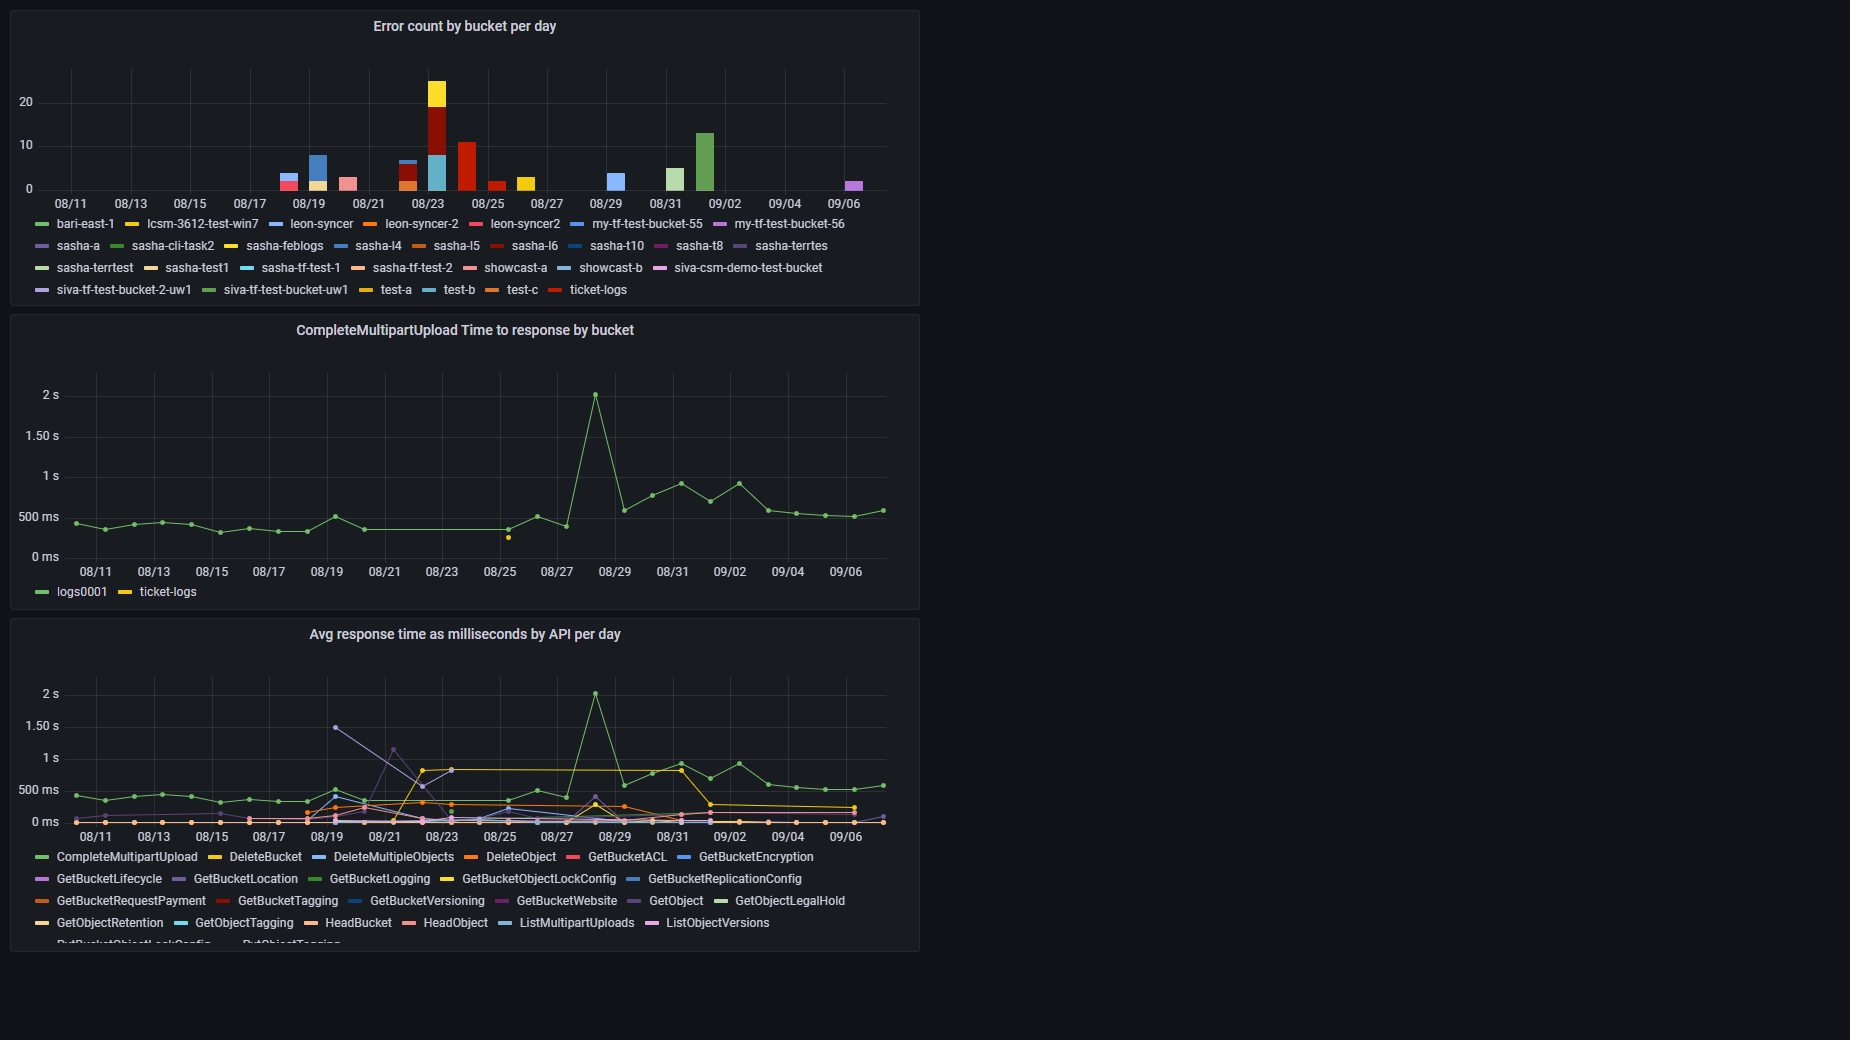 Error count by bucket per day
20
10
0
08/11 08/13 08/15 08/17 08/19 08/21 08/23 08/25 08/27 08/29 08/31 09/02 09/04 09/06
bari-east-1 lcsm-3612-test-win7 leon-syncer leon-syncer-2 leon-syncer2 my-tf-test-bucket-55 my-tf-test-bucket-56
sasha-a sasha-cli-task2 sasha-feblogs sasha-l4 sasha-l5 sasha-l6 sasha-t10 sasha-t8 sasha-terrtes
sasha-terrtest sasha-test1 sasha-tf-test-1 sasha-tf-test-2 showcast-a showcast-b siva-csm-demo-test-bucket
siva-tf-test-bucket-2-uw1 siva-tf-test-bucket-uw1 test-a test-b test-c ticket-logs
CompleteMultipartUpload Time to response by bucket
2 s
1.50 s
1 s
500 ms
0 ms
08/11 08/13 08/15 08/17 08/19 08/21 08/23 08/25 08/27 08/29 08/31 09/02 09/04 09/06
logs0001 ticket-logs
Avg response time as milliseconds by API per day
2 s
1.50 s
1 s
500 ms
0 ms
08/11 08/13 08/15 08/17 08/19 08/21 08/23 08/25 08/27 08/29 08/31 09/02 09/04 09/06
CompleteMultipartUpload DeleteBucket DeleteMultipleObjects DeleteObject GetBucketACL GetBucketEncryption
GetBucketLifecycle GetBucketLocation GetBucketLogging GetBucketObjectLockConfig GetBucketReplicationConfig
GetBucketRequestPayment GetBucketTagging GetBucketVersioning GetBucketWebsite GetObject GetObjectLegalHold
GetObjectRetention GetObjectTagging HeadBucket HeadObject ListMultipartUploads ListObjectVersions
PutBucketObjectLockConfig PutObjectTagging